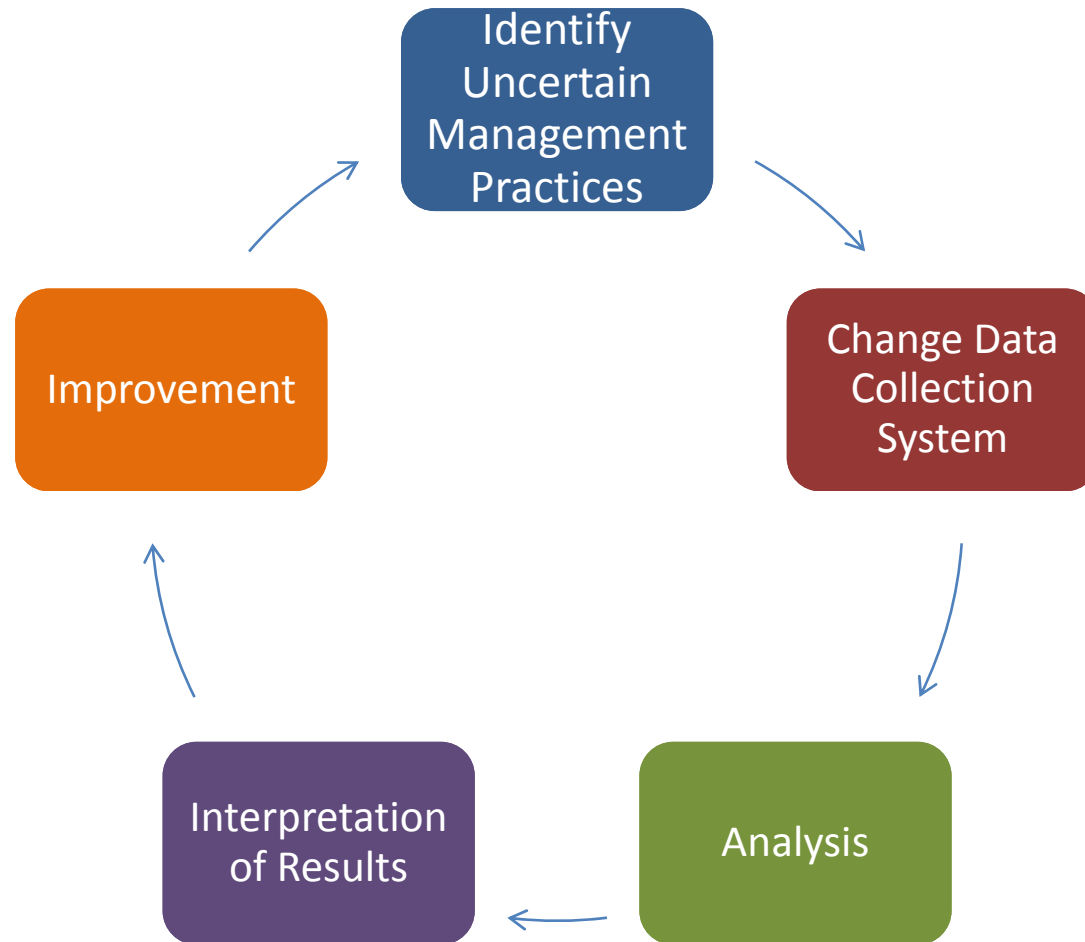 Identify
Uncertain
Management
Practices
Change Data
Collection
System
Analysis
Interpretation
of Results
Improvement